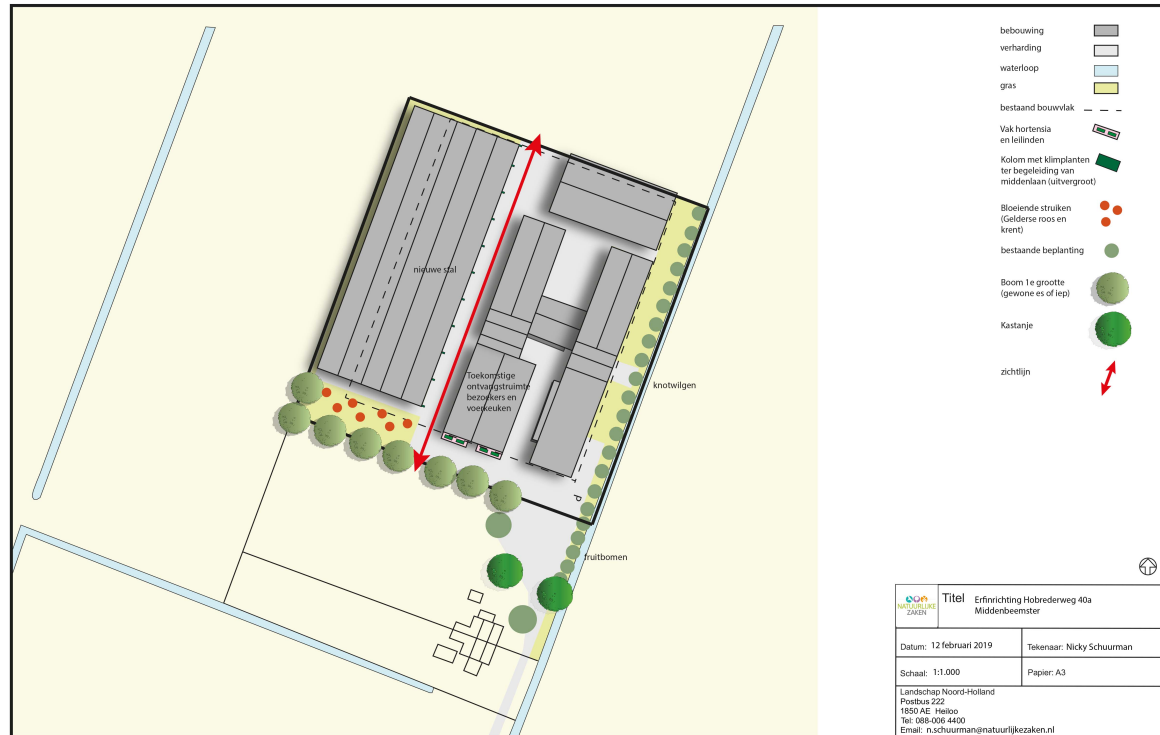 nieuwe stal
Toekomstige
ontvangstruimte
bezoekers en
voerkeuken
knotwilgen
P
fruitbomen
bebouwing
verharding
waterloop
gras
bestaand bouwvlak
Vak hortensia
en leilinden
Kolom met klimplanten
ter begeleiding van
middenlaan (uitvergroot)
Bloeiende struiken
(Gelderse roos en
krent)
bestaande beplanting
Boom 1e grootte
(gewone es of iep)
Kastanje
zichtlijn
NATUURLIJKE
ZAKEN
Titel Erfinrichting Hobrederweg 40a
Middenbeemster
Datum: 12 februari 2019
Tekenaar: Nicky Schuurman
Schaal: 1:1.000
Papier: A3
Landschap Noord-Holland
Postbus 222
1850 AE Heiloo
Tel: 088-006 4400
Email: n.schuurman@natuurlijkezaken.nl